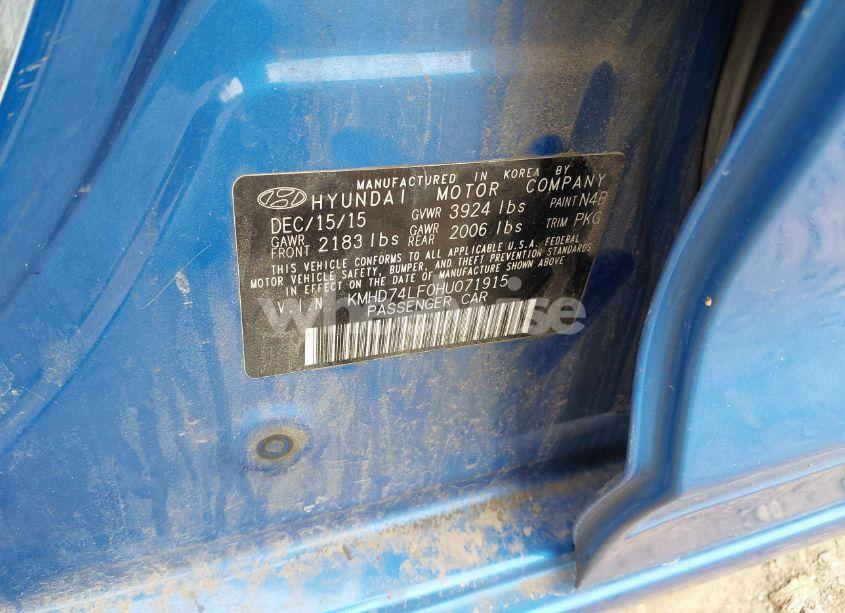 MANUFACTURED IN KOREA BY
HYUNDAI MOTOR COMPANY
DEC/15/15 GVWR 3924 lbs PAINT N4B
GAWR FRONT 2183 lbs GAWR REAR 2006 lbs TRIM PKG
THIS VEHICLE CONFORMS TO ALL APPLICABLE U.S.A. FEDERAL
MOTOR VEHICLE SAFETY, BUMPER, AND THEFT PREVENTION STANDARDS
IN EFFECT ON THE DATE OF MANUFACTURE SHOWN ABOVE.
V.I.N KMHD74LF0HU071915
PASSENGER CAR